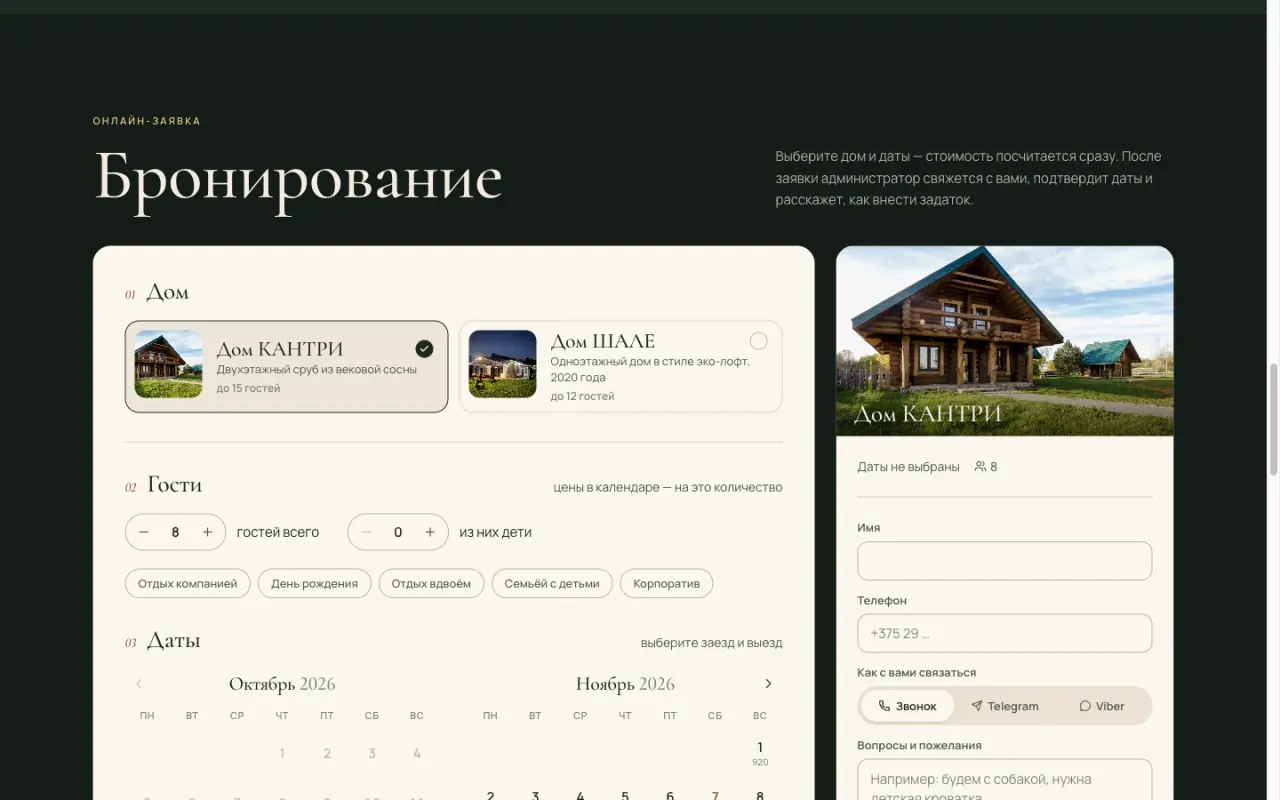 ОНЛАЙН-ЗАЯВКА
Бронирование
Выберите дом и даты — стоимость посчитается сразу. После
заявки администратор свяжется с вами, подтвердит даты и
расскажет, как внести задаток.
01 Дом
Дом КАНТРИ
Двухэтажный сруб из вековой сосны
до 15 гостей
Дом ШАЛЕ
Одноэтажный дом в стиле эко-лофт,
2020 года
до 12 гостей
02 Гости
цены в календаре — на это количество
− 8 + гостей всего
− 0 + из них дети
Отдых компанией
День рождения
Отдых вдвоём
Семьёй с детьми
Корпоратив
03 Даты
выберите заезд и выезд
Октябрь 2026
ПН ВТ СР ЧТ ПТ СБ ВС
1 2 3 4
Ноябрь 2026
ПН ВТ СР ЧТ ПТ СБ ВС
1
920
2 3 4 5 6 7 8
Дом КАНТРИ
Даты не выбраны 8
Имя
Телефон
+375 29 ...
Как с вами связаться
Звонок Telegram Viber
Вопросы и пожелания
Например: будем с собакой, нужна
детская кроватка